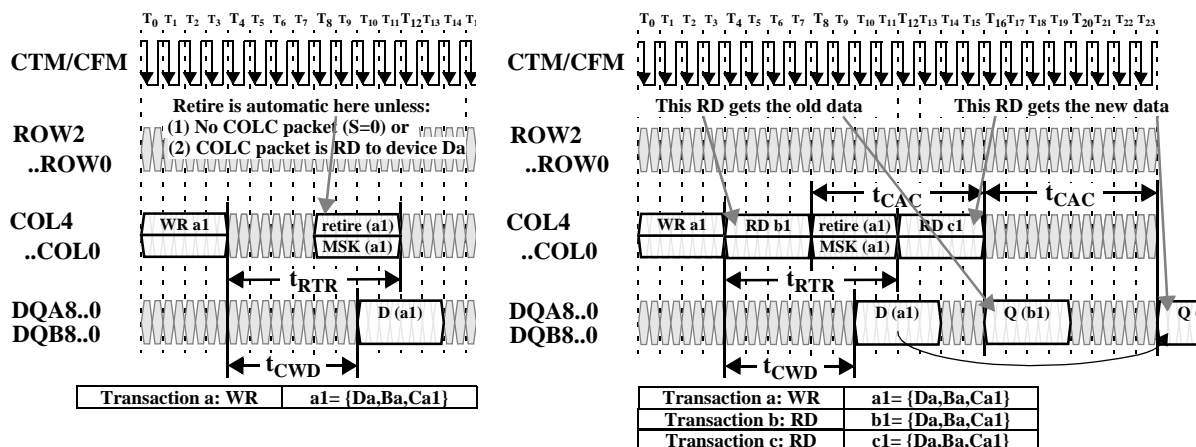 T0 T1 T2 T3 T4 T5 T6 T7 T8 T9 T10 T11 T12 T13 T14
CTM/CFM
Retire is automatic here unless:
(1) No COLC packet (S=0) or
(2) COLC packet is RD to device Da
ROW2
..ROW0
COL4
..COL0
WR a1
retire (a1)
MSK (a1)
tRTR
DQA8..0
DQB8..0
D (a1)
tCWD
Transaction a: WR a1= {Da,Ba,Ca1}
T0 T1 T2 T3 T4 T5 T6 T7 T8 T9 T10 T11 T12 T13 T14 T15 T16 T17 T18 T19 T20 T21 T22 T23
CTM/CFM
This RD gets the old data
This RD gets the new data
ROW2
..ROW0
tCAC tCAC
COL4
..COL0
WR a1 RD b1 retire (a1) RD c1
MSK (a1)
tRTR
DQA8..0
DQB8..0
D (a1) Q (b1) Q (
tCWD
Transaction a: WR a1= {Da,Ba,Ca1}
Transaction b: RD b1= {Da,Ba,Ca1}
Transaction c: RD c1= {Da,Ba,Ca1}